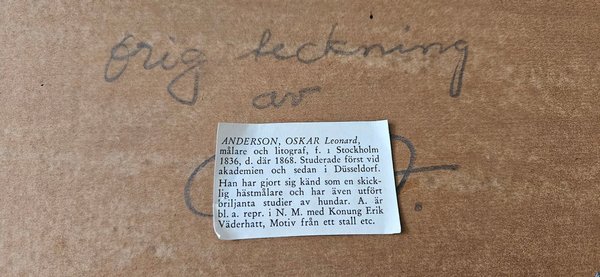 orig teckning
av
ANDERSON, OSKAR Leonard,
målare och litograf, f. i Stockholm
1836, d. där 1868. Studerade först vid
akademien och sedan i Düsseldorf.
Han har gjort sig känd som en skick-
lig hästmålare och har även utfört
briljanta studier av hundar. A. är
bl. a. repr. i N. M. med Konung Erik
Väderhatt, Motiv från ett stall etc.